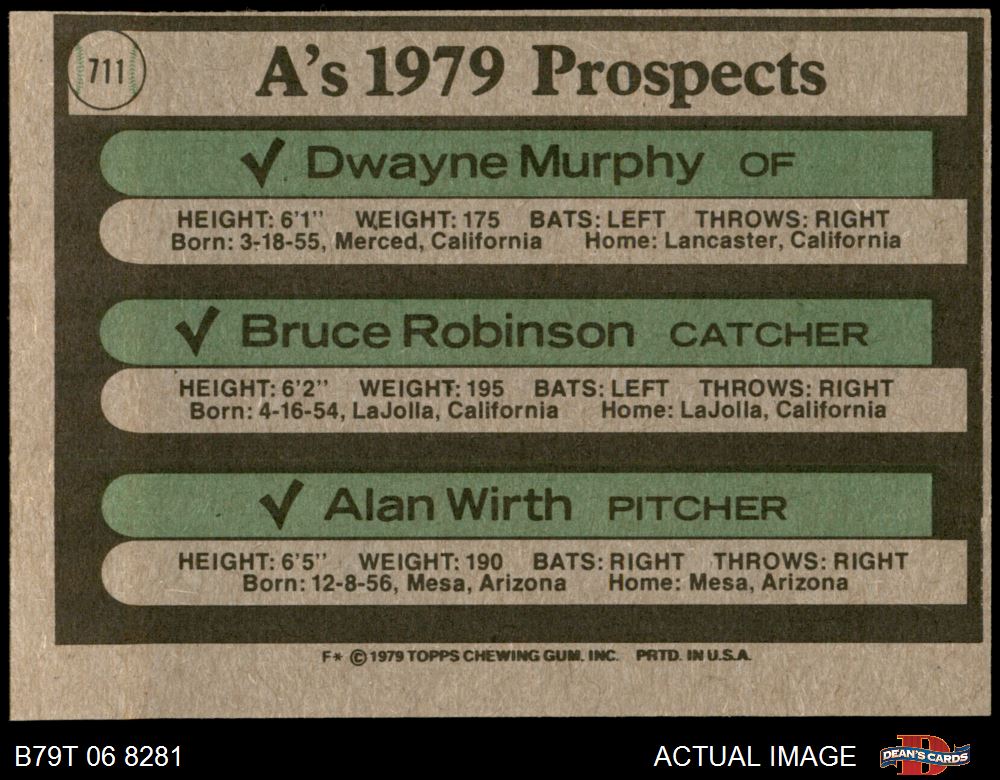 711
A's 1979 Prospects
✓ Dwayne Murphy OF
HEIGHT: 6'1" WEIGHT: 175 BATS: LEFT THROWS: RIGHT
Born: 3-18-55, Merced, California Home: Lancaster, California
✓ Bruce Robinson CATCHER
HEIGHT: 6'2" WEIGHT: 195 BATS: LEFT THROWS: RIGHT
Born: 4-16-54, LaJolla, California Home: LaJolla, California
✓ Alan Wirth PITCHER
HEIGHT: 6'5" WEIGHT: 190 BATS: RIGHT THROWS: RIGHT
Born: 12-8-56, Mesa, Arizona Home: Mesa, Arizona
F* © 1979 TOPPS CHEWING GUM, INC. PRTD. IN U.S.A.
B79T 06 8281 ACTUAL IMAGE DEAN'S CARDS